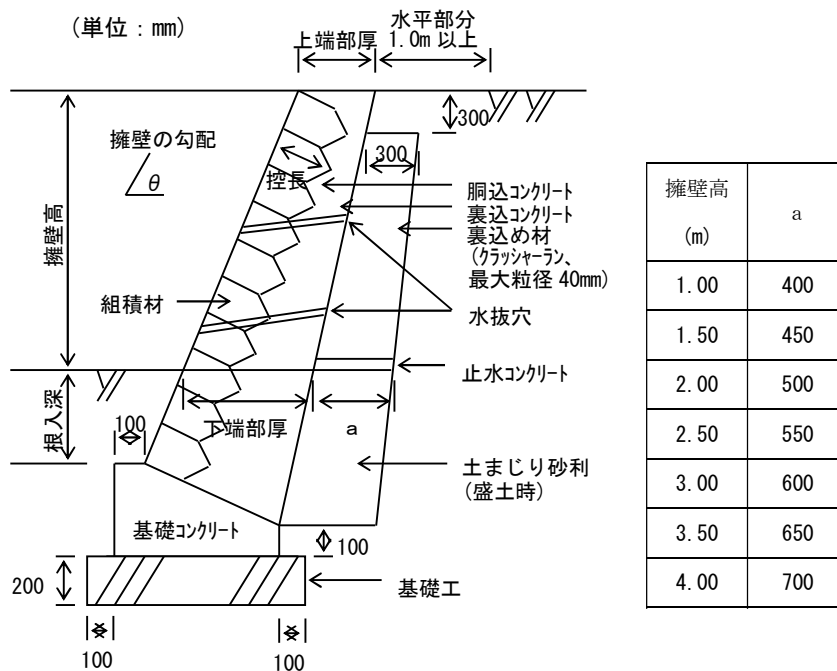 (単位：mm)
上端部厚
水平部分
1.0m 以上
300
擁壁の勾配
θ
控長
300
擁壁高
胴込コンクリート
裏込コンクリート
裏込め材
(クラッシャーラン、
最大粒径 40mm)
組積材
水抜穴
止水コンクリート
根入深
100
下端部厚
a
土まじり砂利
(盛土時)
基礎コンクリート
100
200
基礎工
100
100
擁壁高
(m)
a
1.00 400
1.50 450
2.00 500
2.50 550
3.00 600
3.50 650
4.00 700